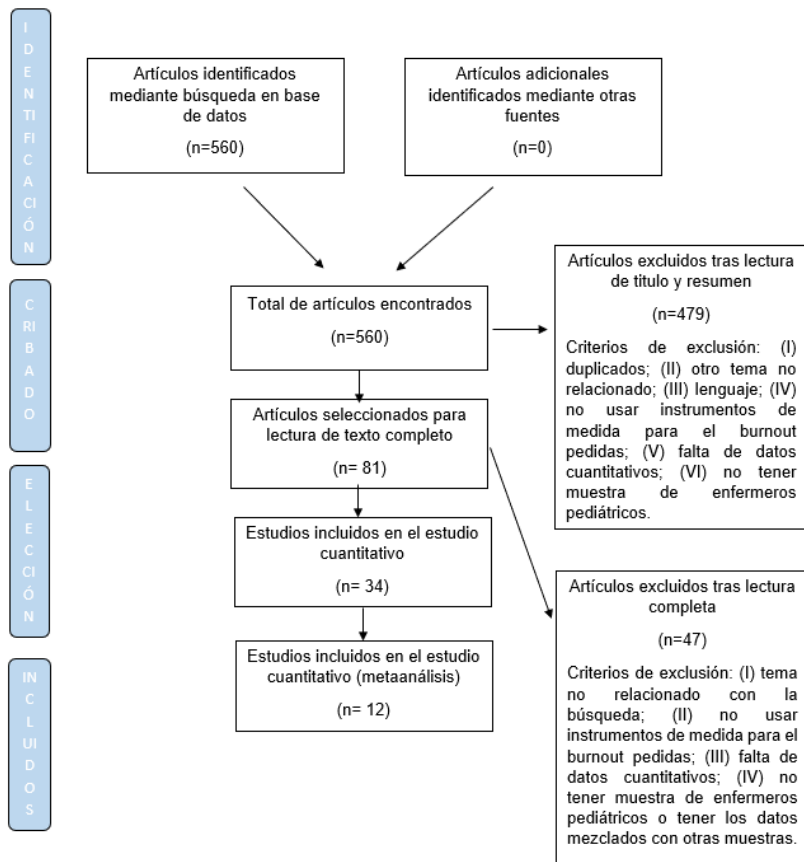 I
D
E
N
TI
FI
C
A
CI
Ó
N
Artículos identificados
mediante búsqueda en base
de datos
(n=560)
Artículos adicionales
identificados mediante otras
fuentes
(n=0)
C
RI
B
A
D
O
Total de artículos encontrados
(n=560)
Artículos excluidos tras lectura
de titulo y resumen
(n=479)
Criterios de exclusión: (I)
duplicados; (II) otro tema no
relacionado; (III) lenguaje; (IV)
no usar instrumentos de
medida para el burnout
pedidas; (V) falta de datos
cuantitativos; (VI) no tener
muestra de enfermeros
pediátricos.
Artículos seleccionados para
lectura de texto completo
(n= 81)
E
L
E
C
CI
Ó
N
Estudios incluidos en el estudio
cuantitativo
(n= 34)
Artículos excluidos tras lectura
completa
(n=47)
Criterios de exclusión: (I) tema
no relacionado con la
búsqueda; (II) no usar
instrumentos de medida para el
burnout pedidas; (III) falta de
datos cuantitativos; (IV) no
tener muestra de enfermeros
pediátricos o tener los datos
mezclados con otras muestras.
IN
C
L
UI
D
O
S
Estudios incluidos en el estudio
cuantitativo (metaanálisis)
(n= 12)